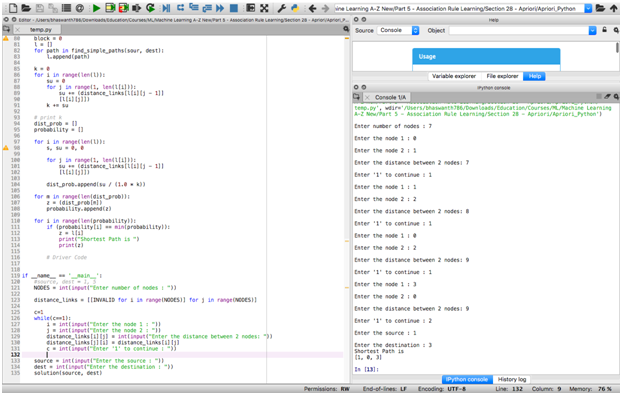 ne Learning A-Z New/Part 5 - Association Rule Learning/Section 28 - Apriori/Apriori_Python
Editor - /Users/bhaswanth786/Downloads/Education/Courses/ML/Machine Learning A-Z New/Part 5 - Association Rule Learning/Section 28 - Apriori/Apri
temp.py
80 block = 0
81 l = []
82 for path in find_simple_paths(sour, dest):
83 l.append(path)
84
85 k = 0
86 for i in range(len(l)):
87 su = 0
88 for j in range(1, len(l[i])):
89 su += (distance_links[l[i][j - 1]]
90 [l[i][j]])
91 k += su
92
93 # print k
94 dist_prob = []
95 probability = []
96
97 for i in range(len(l)):
98 s, su = 0, 0
99
100 for j in range(1, len(l[i])):
101 su += (distance_links[l[i][j - 1]]
102 [l[i][j]])
103
104 dist_prob.append(su / (1.0 * k))
105
106 for m in range(len(dist_prob)):
107 z = (dist_prob[m])
108 probability.append(z)
109
110 for i in range(len(probability)):
111 if (probability[i] == min(probability)):
112 z = l[i]
113 print("Shortest Path is ")
114 print(z)
115
116 # Driver Code
117
118
119 if __name__ == '__main__':
120 #source, dest = 1, 5
121 NODES = int(input("Enter number of nodes : "))
122
123 distance_links = [[INVALID for i in range(NODES)] for j in range(NODES)]
124
125 c=1
126 while(c==1):
127 i = int(input("Enter the node 1 : "))
128 j = int(input("Enter the node 2 : "))
129 distance_links[i][j] = int(input("Enter the distance between 2 nodes: "))
130 distance_links[j][i] = distance_links[i][j]
131 c = int(input("Enter '1' to continue : "))
132
133 source = int(input("Enter the source : "))
134 dest = int(input("Enter the destination : "))
135 solution(source, dest)
Help
Source Console Object
Usage
Variable explorer File explorer Help
IPython console
Console 1/A
temp.py', wdir='/Users/bhaswanth786/Downloads/Education/Courses/ML/Machine Learning
A-Z New/Part 5 - Association Rule Learning/Section 28 - Apriori/Apriori_Python')
Enter number of nodes : 7
Enter the node 1 : 0
Enter the node 2 : 1
Enter the distance between 2 nodes: 7
Enter '1' to continue : 1
Enter the node 1 : 1
Enter the node 2 : 2
Enter the distance between 2 nodes: 8
Enter '1' to continue : 1
Enter the node 1 : 0
Enter the node 2 : 2
Enter the distance between 2 nodes: 9
Enter '1' to continue : 1
Enter the node 1 : 3
Enter the node 2 : 0
Enter the distance between 2 nodes: 9
Enter '1' to continue : 2
Enter the source : 1
Enter the destination : 3
Shortest Path is
[1, 0, 3]
In [13]:
IPython console History log
Permissions: RW End-of-lines: LF Encoding: UTF-8 Line: 132 Column: 9 Memory: 76 %